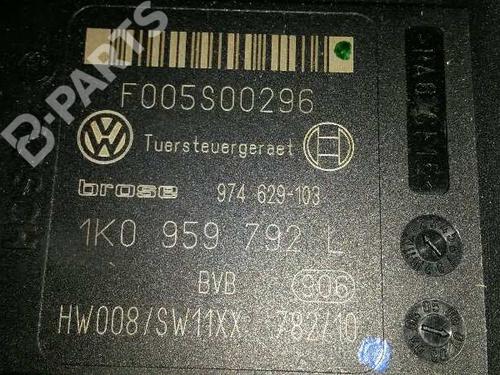 B-PARTS
F005S00296
Tuersteuergeraet
brose 974 629-103
1K0 959 792 L
BVB 906
HW008/SW11XX 782/10